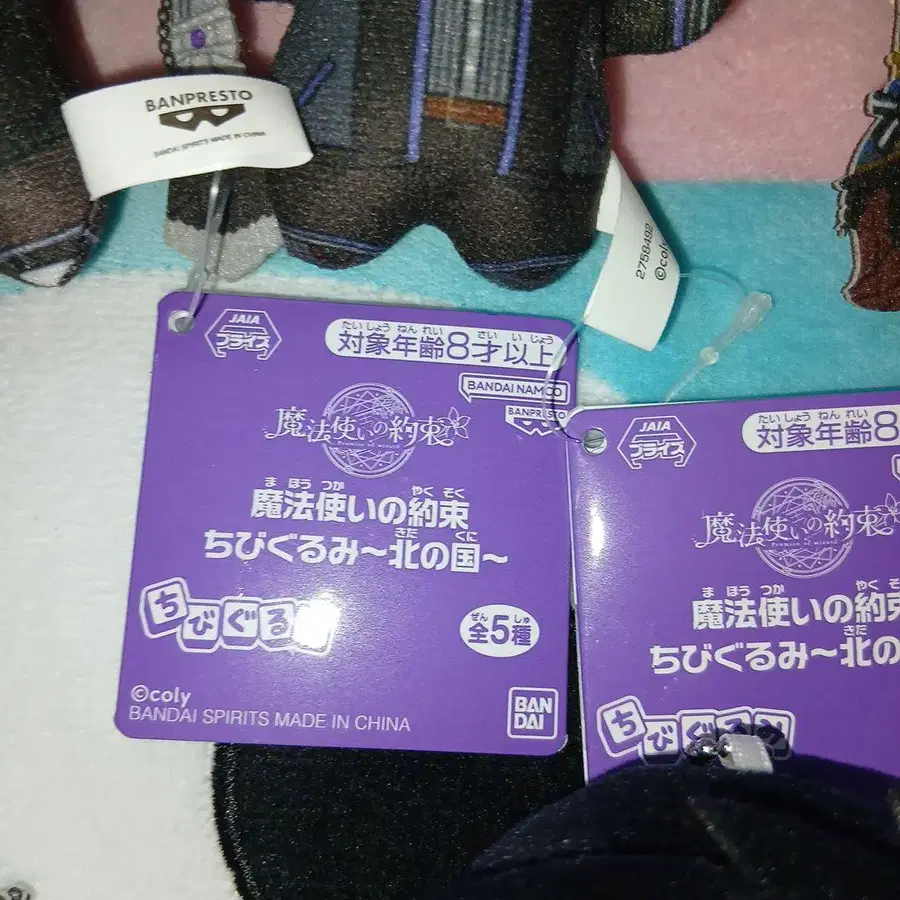 BANPRESTO
BANDAI SPIRITS MADE IN CHINA
2758492
©coly
JAIA
プライズ
たいしょうねんれい さいいじょう
対象年齢8才以上
BANDAI NAMCO
BANPRESTO
魔法使いの約束
Promise of wizard
まほうつか やくそく
魔法使いの約束
きた くに
ちびぐるみ~北の国~
ちびぐる
ぜん しゅ
全5種
©coly
BANDAI SPIRITS MADE IN CHINA
BAN
DAI
JAIA
プライズ
たいしょうねんれい
対象年齢8
魔法使いの約束
Promise of wizard
まほうつか やくそ
魔法使いの約束
きた
ちびぐるみ~北の
ちびぐるみ